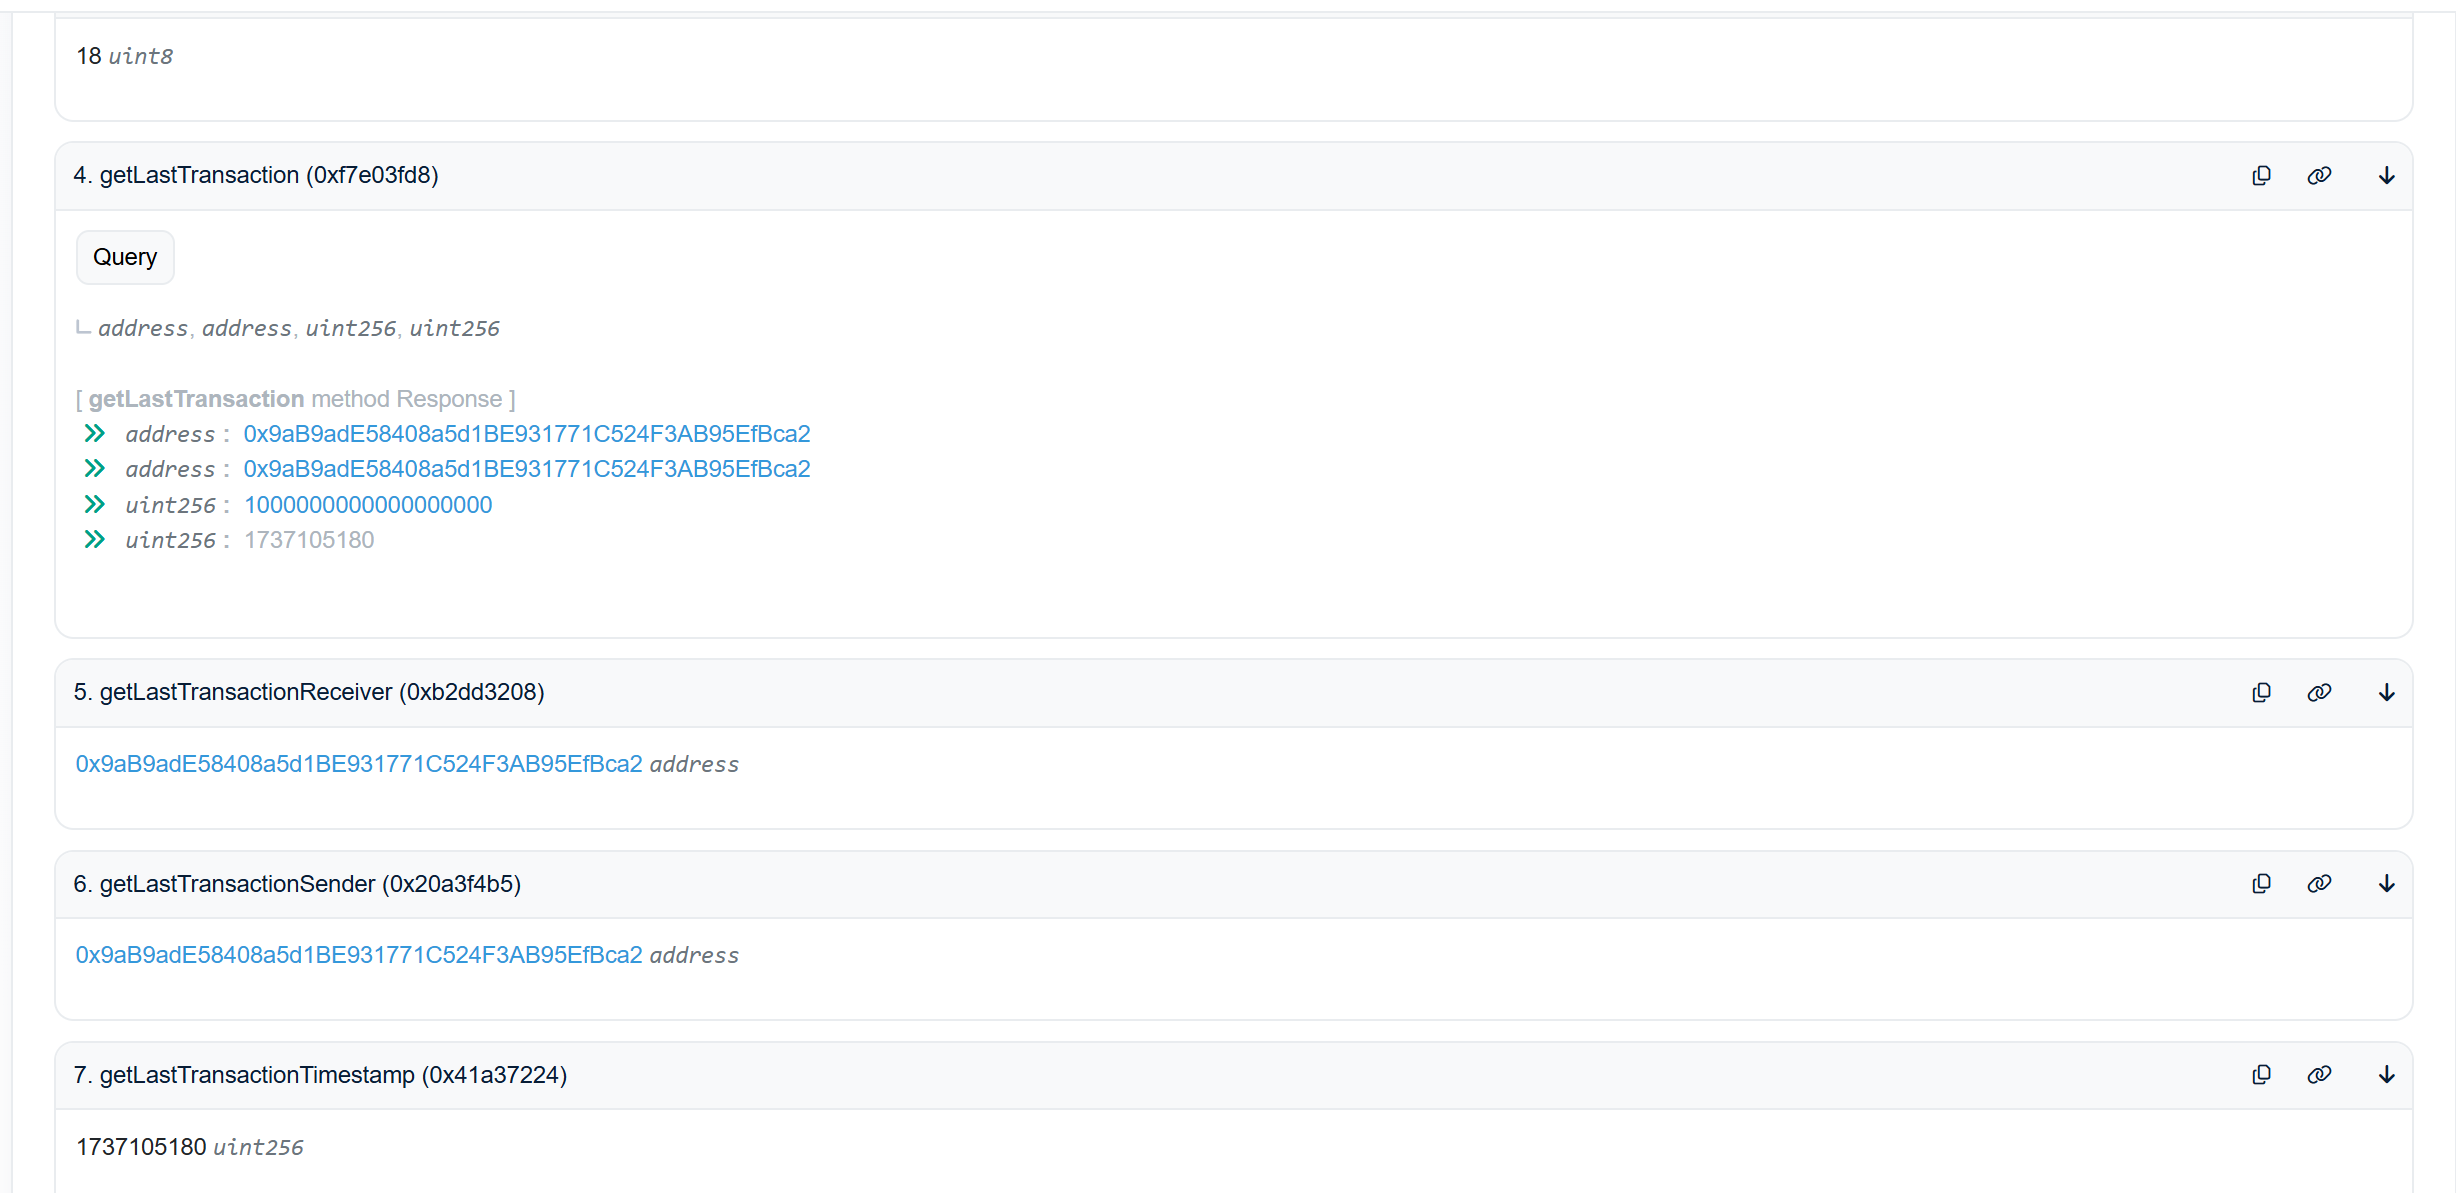 18 uint8
4. getLastTransaction (0xf7e03fd8)
Query
address, address, uint256, uint256
[ getLastTransaction method Response ]
address : 0x9aB9adE58408a5d1BE931771C524F3AB95EfBca2
address : 0x9aB9adE58408a5d1BE931771C524F3AB95EfBca2
uint256 : 1000000000000000000
uint256 : 1737105180
5. getLastTransactionReceiver (0xb2dd3208)
0x9aB9adE58408a5d1BE931771C524F3AB95EfBca2 address
6. getLastTransactionSender (0x20a3f4b5)
0x9aB9adE58408a5d1BE931771C524F3AB95EfBca2 address
7. getLastTransactionTimestamp (0x41a37224)
1737105180 uint256